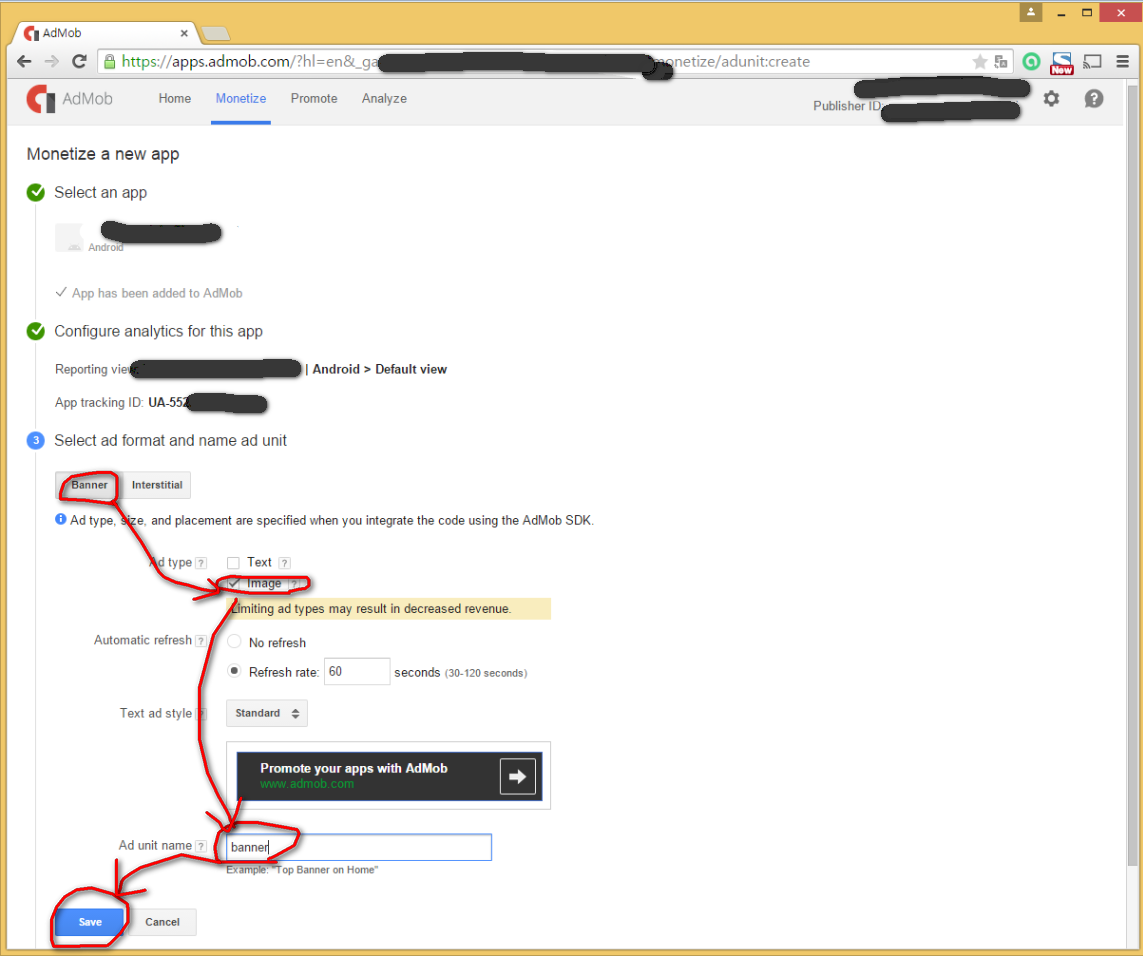 AdMob
https://apps.admob.com/?hl=en&_ga monetize/adunit:create
New
AdMob Home Monetize Promote Analyze
Publisher ID:
Monetize a new app
Select an app
Android
App has been added to AdMob
Configure analytics for this app
Reporting view: | Android > Default view
App tracking ID: UA-552
3 Select ad format and name ad unit
Banner Interstitial
Ad type, size, and placement are specified when you integrate the code using the AdMob SDK.
Ad type ? Text ?
Image ?
Limiting ad types may result in decreased revenue.
Automatic refresh ? No refresh
Refresh rate: 60 seconds (30-120 seconds)
Text ad style ? Standard
Promote your apps with AdMob
www.admob.com
Ad unit name ? banner
Example: "Top Banner on Home"
Save Cancel